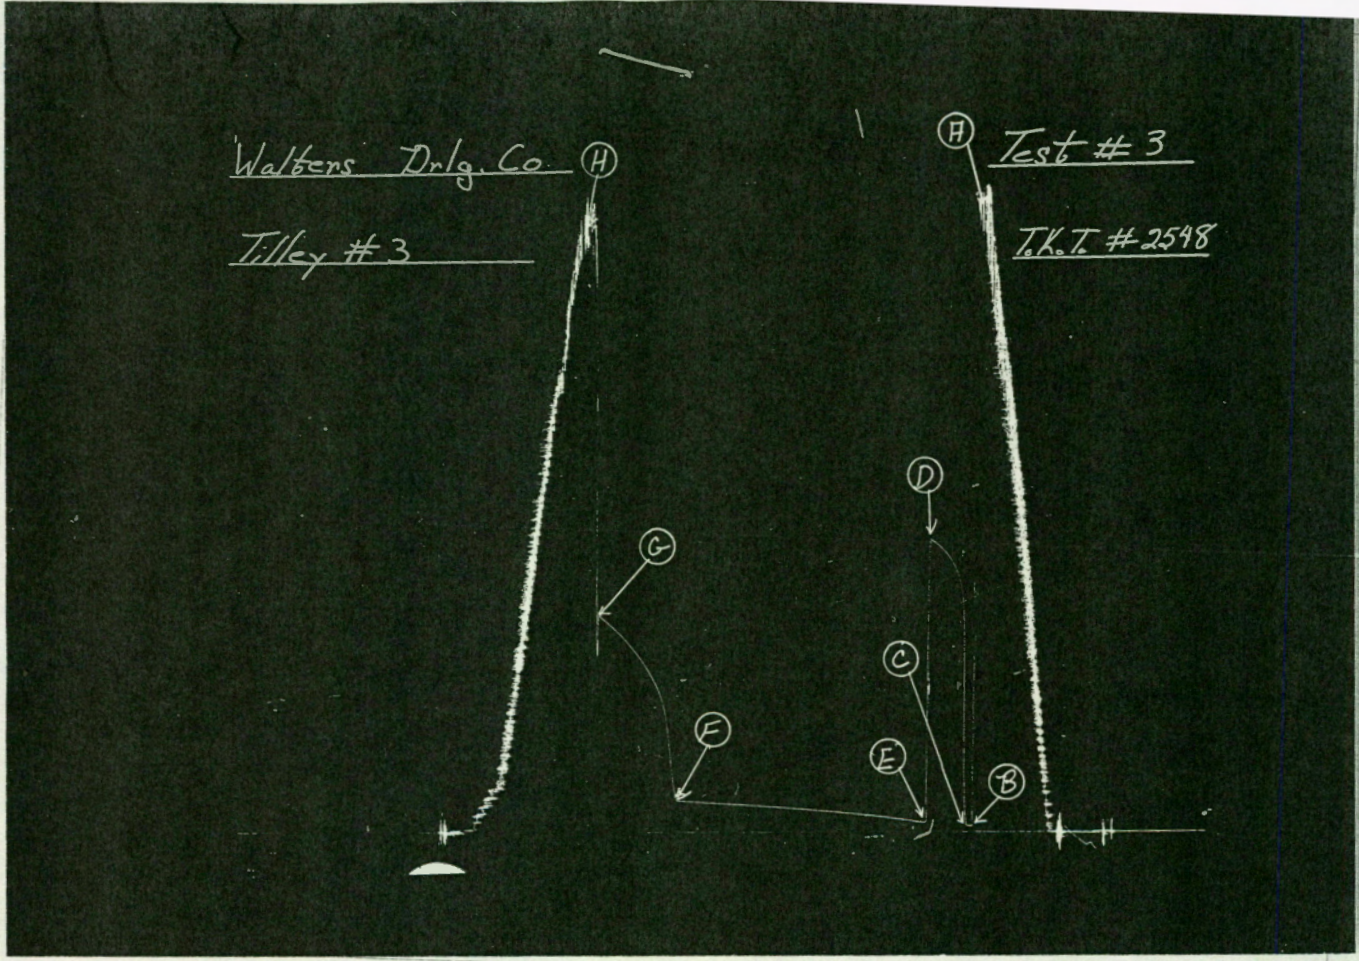 Walters Drlg. Co.
H
A
Test # 3
Tilley # 3
T.K.T. # 2548
D
G
C
F
E
B